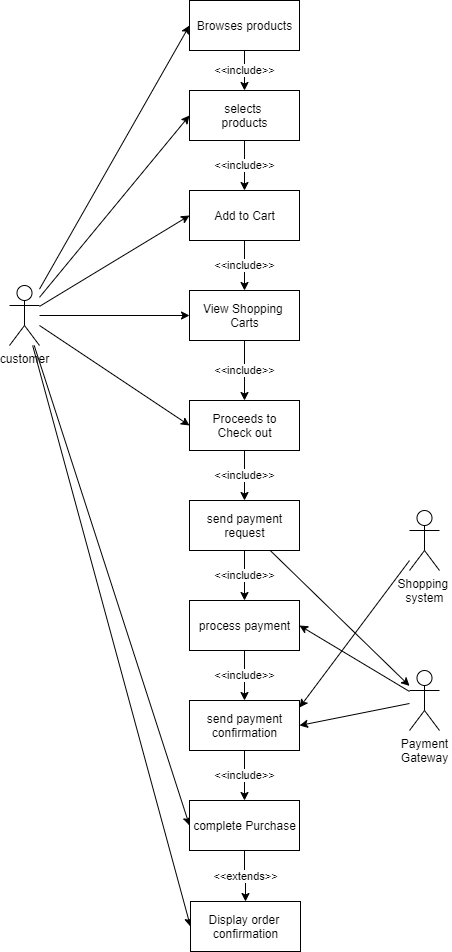 Browses products
<<include>>
selects
products
<<include>>
Add to Cart
<<include>>
View Shopping
Carts
customer
<<include>>
Proceeds to
Check out
<<include>>
send payment
request
<<include>>
Shopping
system
process payment
<<include>>
send payment
confirmation
Payment
Gateway
<<include>>
complete Purchase
<<extends>>
Display order
confirmation